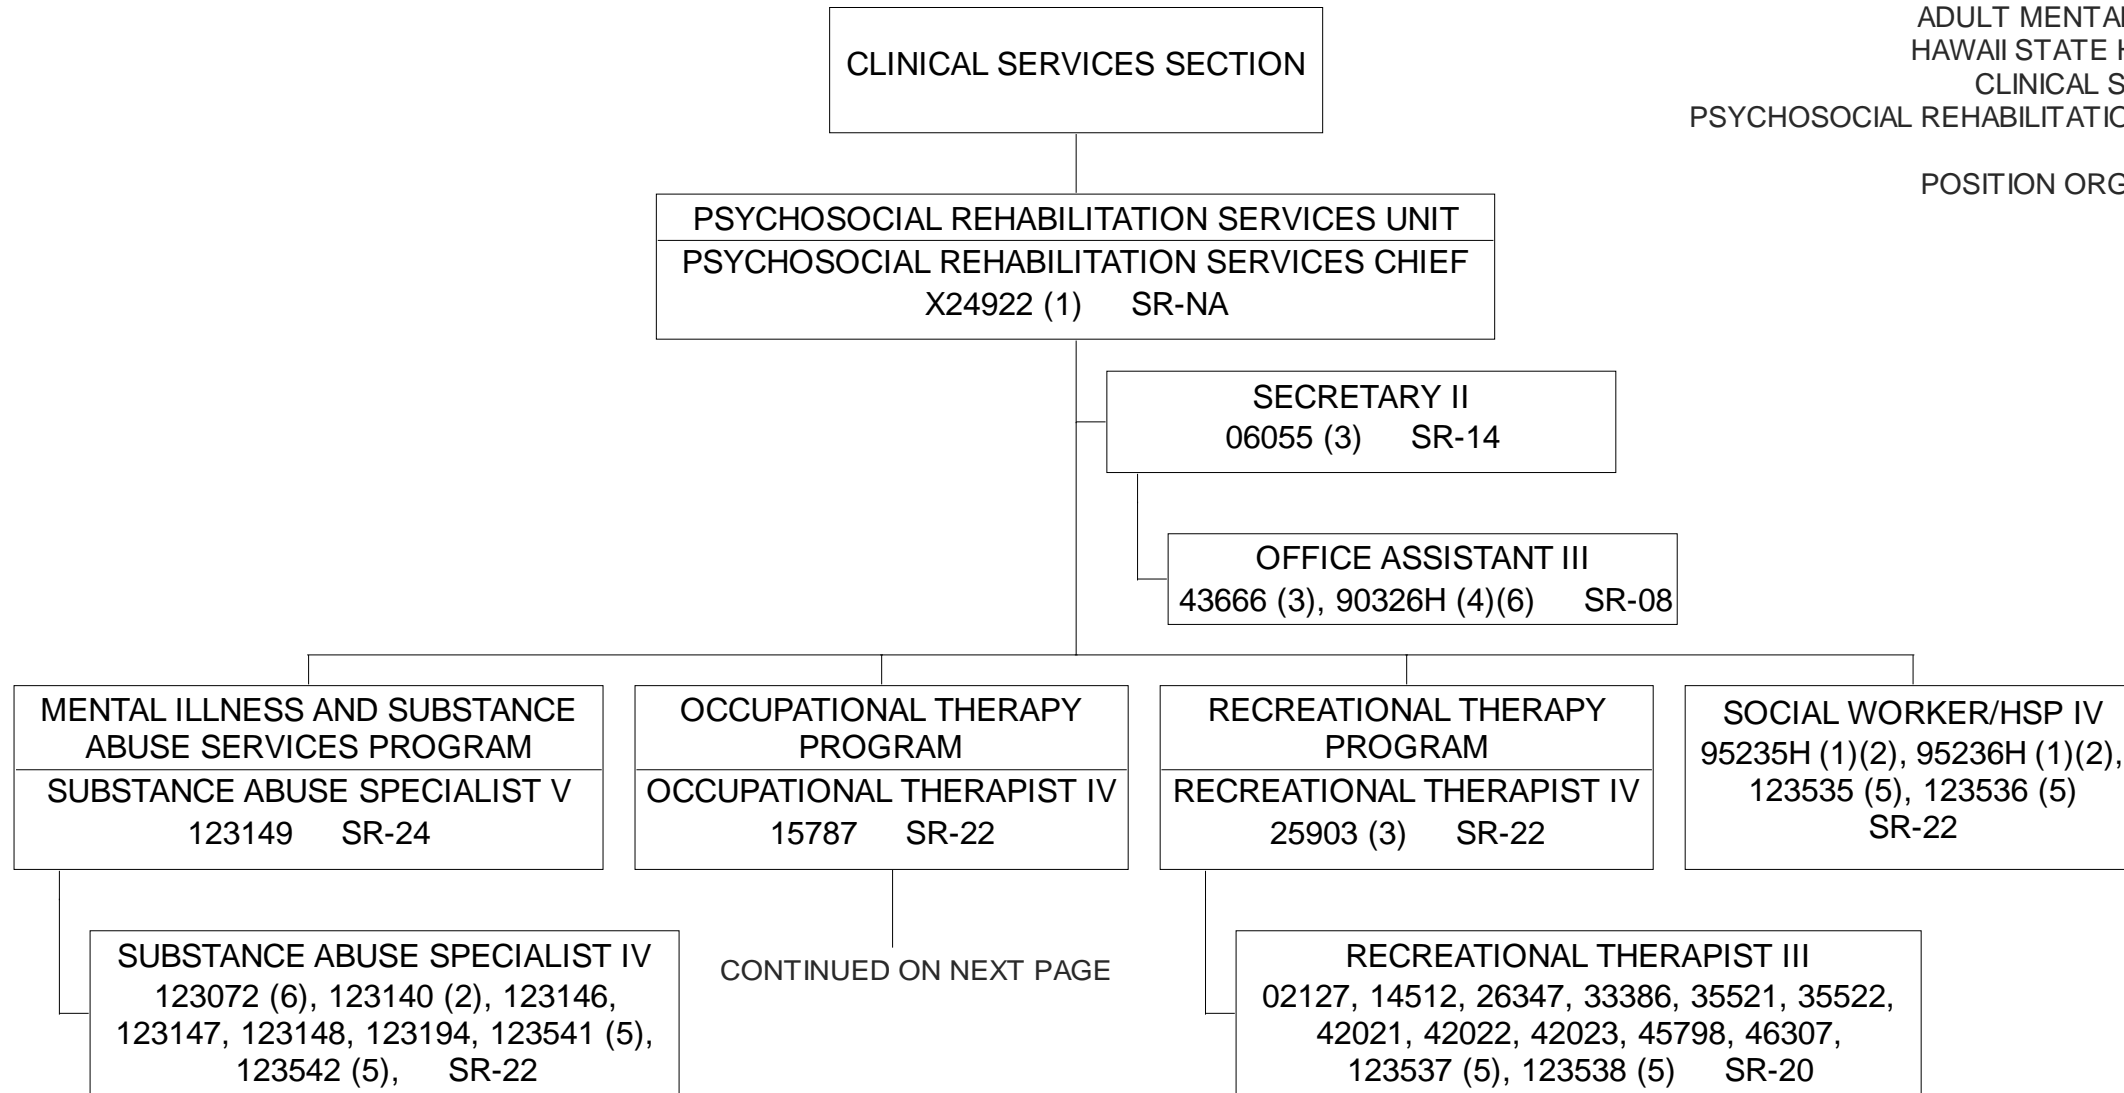 CLINICAL SERVICES SECTION
ADULT MENTAL
HAWAII STATE
CLINICAL
PSYCHOSOCIAL
POSITION
PSYCHOSOCIAL REHABILITATION SERVICES UNIT
PSYCHOSOCIAL REHABILITATION SERVICES CHIEF
X24922 (1) SR-NA
SECRETARY II
06055 (3) SR-14
OFFICE ASSISTANT III
43666 (3), 90326H (4)(6) SR-08
MENTAL ILLNESS AND SUBSTANCE
ABUSE SERVICES PROGRAM
SUBSTANCE ABUSE SPECIALIST V
123149 SR-24
OCCUPATIONAL THERAPY
PROGRAM
OCCUPATIONAL THERAPIST IV
15787 SR-22
RECREATIONAL THERAPY
PROGRAM
RECREATIONAL THERAPIST IV
25903 (3) SR-22
SOCIAL WORKER/HSP IV
95235H (1)(2), 95236H (1)(2),
123535 (5), 123536 (5)
SR-22
SUBSTANCE ABUSE SPECIALIST IV
123072 (6), 123140 (2), 123146,
123147, 123148, 123194, 123541 (5),
123542 (5), SR-22
CONTINUED ON NEXT PAGE
RECREATIONAL THERAPIST III
02127, 14512, 26347, 33386, 35521, 35522,
42021, 42022, 42023, 45798, 46307,
123537 (5), 123538 (5) SR-20